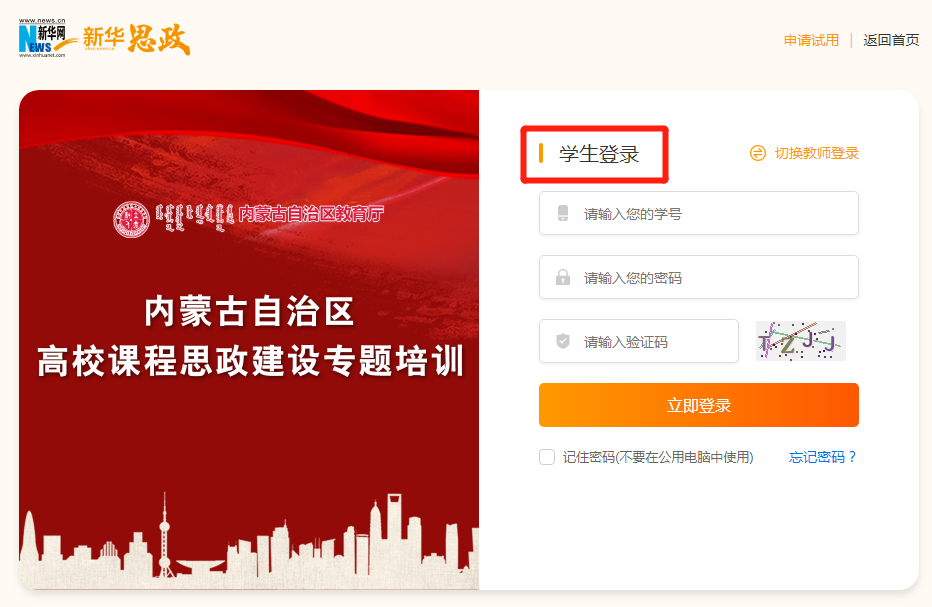 www.news.cn
新华网
NEWS
www.xinhuanet.com
新华思政
申请试用
返回首页
内蒙古自治区教育厅
内蒙古自治区
高校课程思政建设专题培训
学生登录
切换教师登录
请输入您的学号
请输入您的密码
请输入验证码
TZJJ
立即登录
记住密码(不要在公用电脑中使用)
忘记密码？